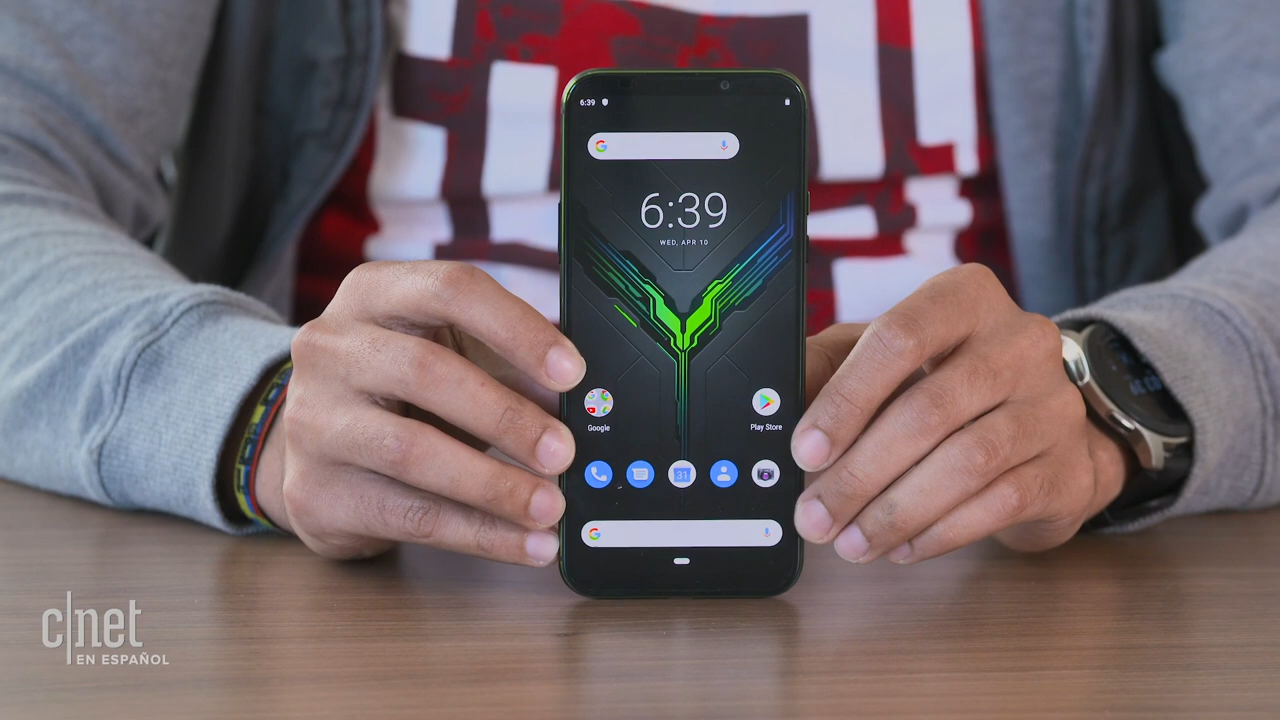 6:39
6:39
WED, APR 10
Google
Play Store
31
c|net
EN ESPAÑOL